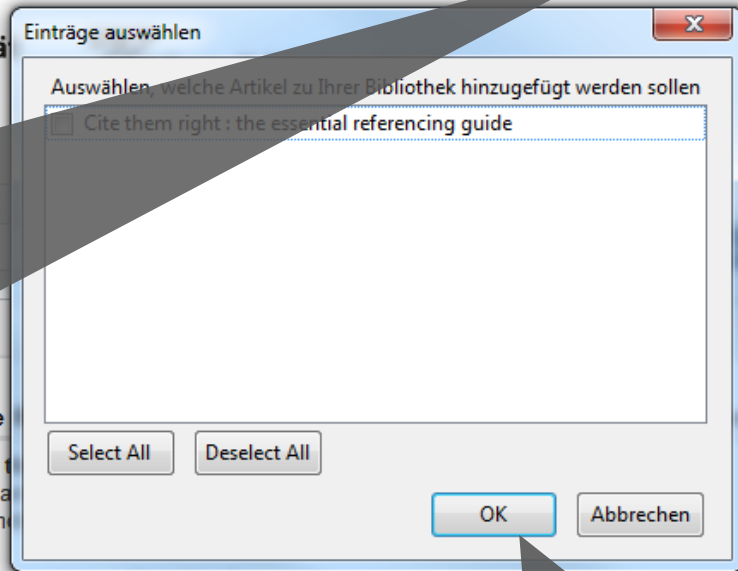 Einträge auswählen
Auswählen, welche Artikel zu Ihrer Bibliothek hinzugefügt werden sollen
Cite them right : the essential referencing guide
Select All
Deselect All
OK
Abbrechen